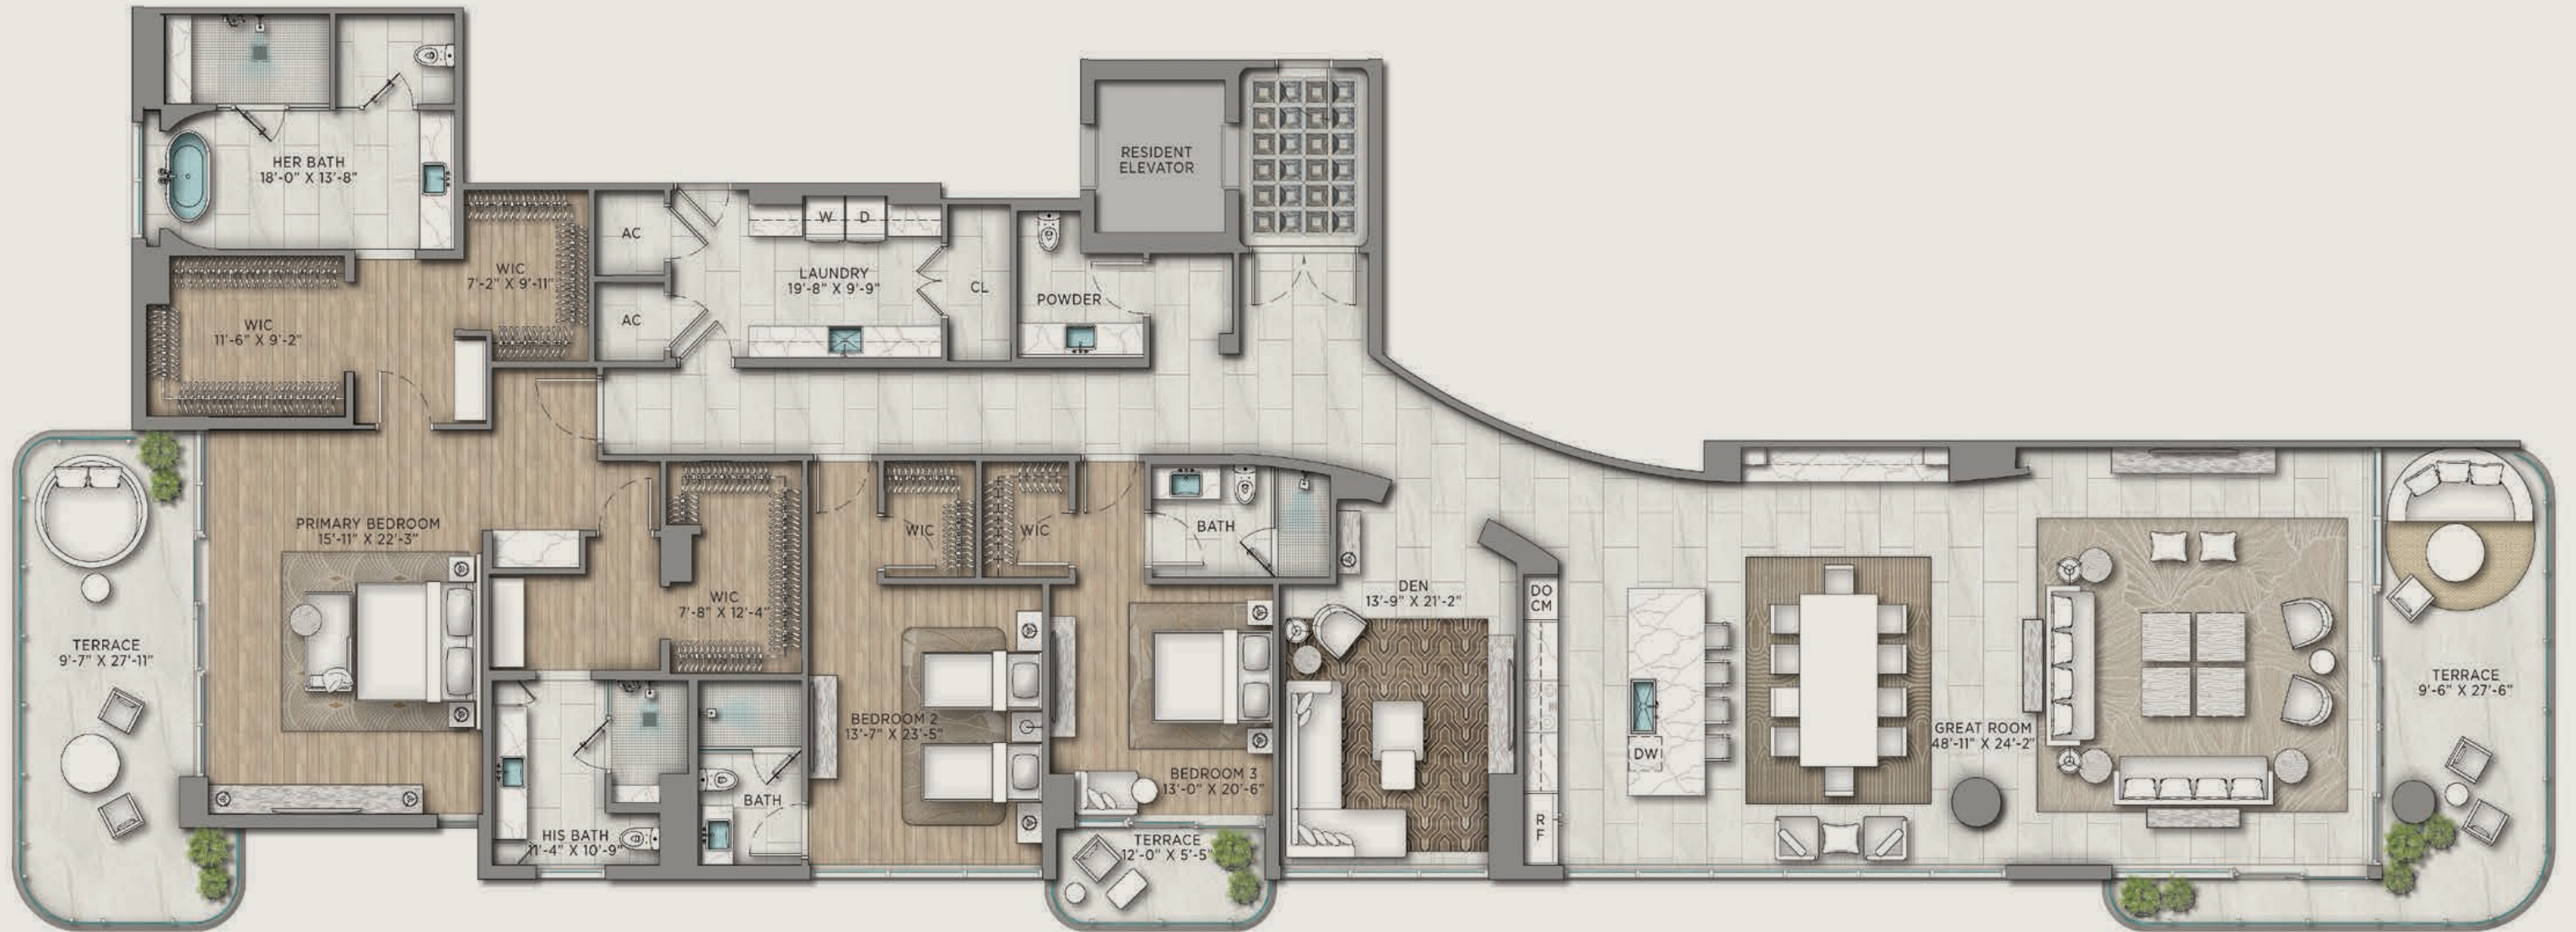 HER BATH
18'-0" X 13'-8"
RESIDENT
ELEVATOR
WIC
7'-2" X 9'-11"
AC
W
D
LAUNDRY
19'-8" X 9'-9"
CL
POWDER
WIC
11'-6" X 9'-2"
AC
PRIMARY BEDROOM
15'-11" X 22'-3"
WIC
WIC
BATH
TERRACE
9'-7" X 27'-11"
WIC
7'-8" X 12'-4"
DEN
13'-9" X 21'-2"
DO
CM
BEDROOM 2
13'-7" X 23'-5"
BEDROOM 3
13'-0" X 20'-6"
DW
GREAT ROOM
48'-11" X 24'-2"
TERRACE
9'-6" X 27'-6"
HIS BATH
11'-4" X 10'-9"
BATH
TERRACE
12'-0" X 5'-5"
R
F